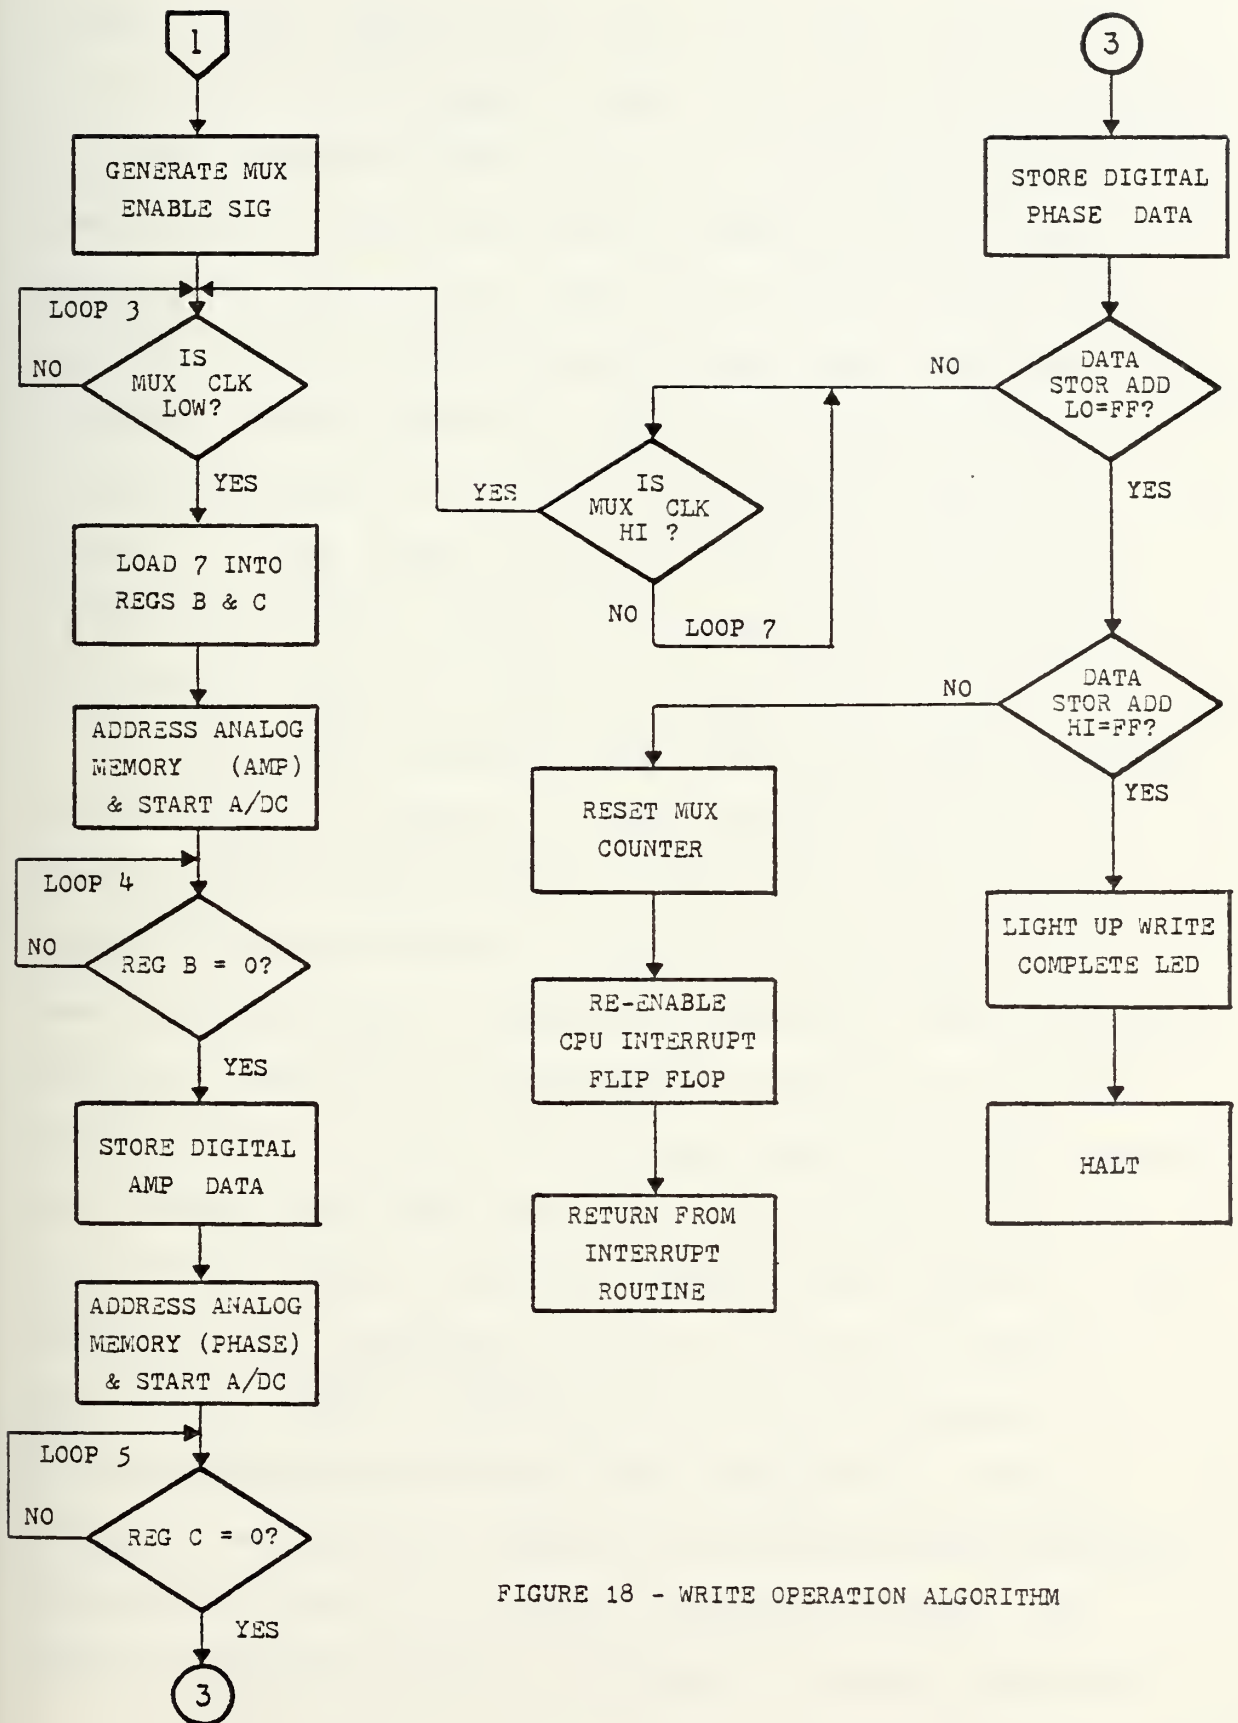 1
GENERATE MUX
ENABLE SIG
LOOP 3
NO
IS
MUX CLK
LOW?
YES
LOAD 7 INTO
REGS B & C
ADDRESS ANALOG
MEMORY (AMP)
& START A/DC
LOOP 4
NO
REG B = 0?
YES
STORE DIGITAL
AMP DATA
ADDRESS ANALOG
MEMORY (PHASE)
& START A/DC
LOOP 5
NO
REG C = 0?
YES
3
3
STORE DIGITAL
PHASE DATA
DATA
STOR ADD
LO=FF?
NO
YES
IS
MUX CLK
HI ?
YES
NO
LOOP 7
DATA
STOR ADD
HI=FF?
NO
YES
RESET MUX
COUNTER
RE-ENABLE
CPU INTERRUPT
FLIP FLOP
RETURN FROM
INTERRUPT
ROUTINE
LIGHT UP WRITE
COMPLETE LED
HALT
FIGURE 18 - WRITE OPERATION ALGORITHM